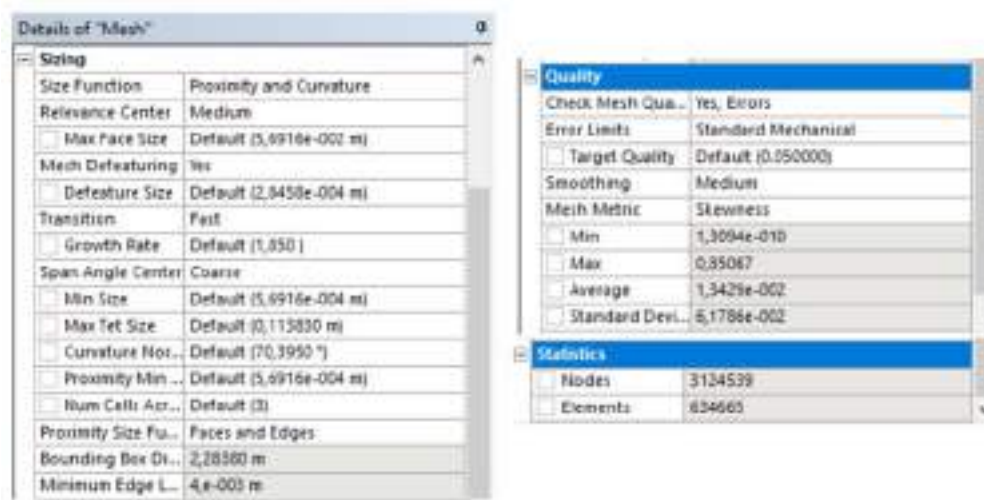 Details of "Mesh"
Sizing
Size Function Proximity and Curvature
Relevance Center Medium
Max Face Size Default (5,6916e-002 m)
Mesh Defeaturing Yes
Defeature Size Default (2,8458e-004 m)
Transition Fast
Growth Rate Default (1,850 )
Span Angle Center Coarse
Min Size Default (5,6916e-004 m)
Max Tet Size Default (0,113830 m)
Curvature Nor... Default (70,3950 °)
Proximity Min ... Default (5,6916e-004 m)
Num Cells Acr... Default (3)
Proximity Size Fu... Faces and Edges
Bounding Box Di... 2,28380 m
Minimum Edge L... 4,e-003 m
Quality
Check Mesh Qua... Yes, Errors
Error Limits Standard Mechanical
Target Quality Default (0.050000)
Smoothing Medium
Mesh Metric Skewness
Min 1,3094e-010
Max 0,85067
Average 1,3429e-002
Standard Devi... 6,1786e-002
Statistics
Nodes 3124539
Elements 634665